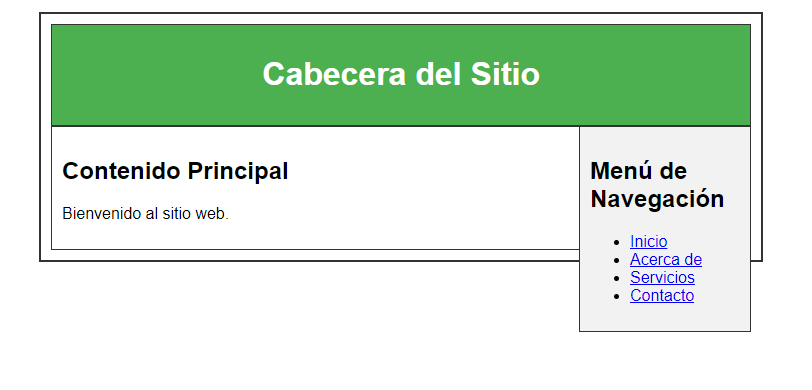 Cabecera del Sitio
Contenido Principal
Bienvenido al sitio web.
Menú de
Navegación
Inicio
Acerca de
Servicios
Contacto